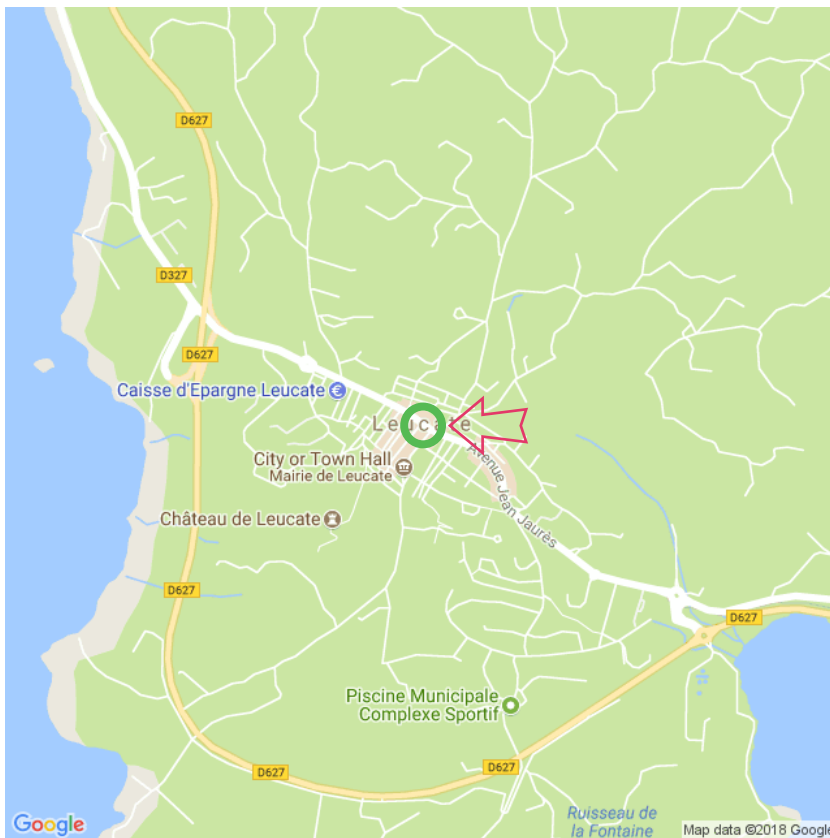 D627
D327
D627
Caisse d'Epargne Leucate
Leucate
City or Town Hall
Mairie de Leucate
Avenue Jean Jaurès
Château de Leucate
D627
D627
Piscine Municipale
Complexe Sportif
D627
D627
Ruisseau de
la Fontaine
Google
Map data ©2018 Google